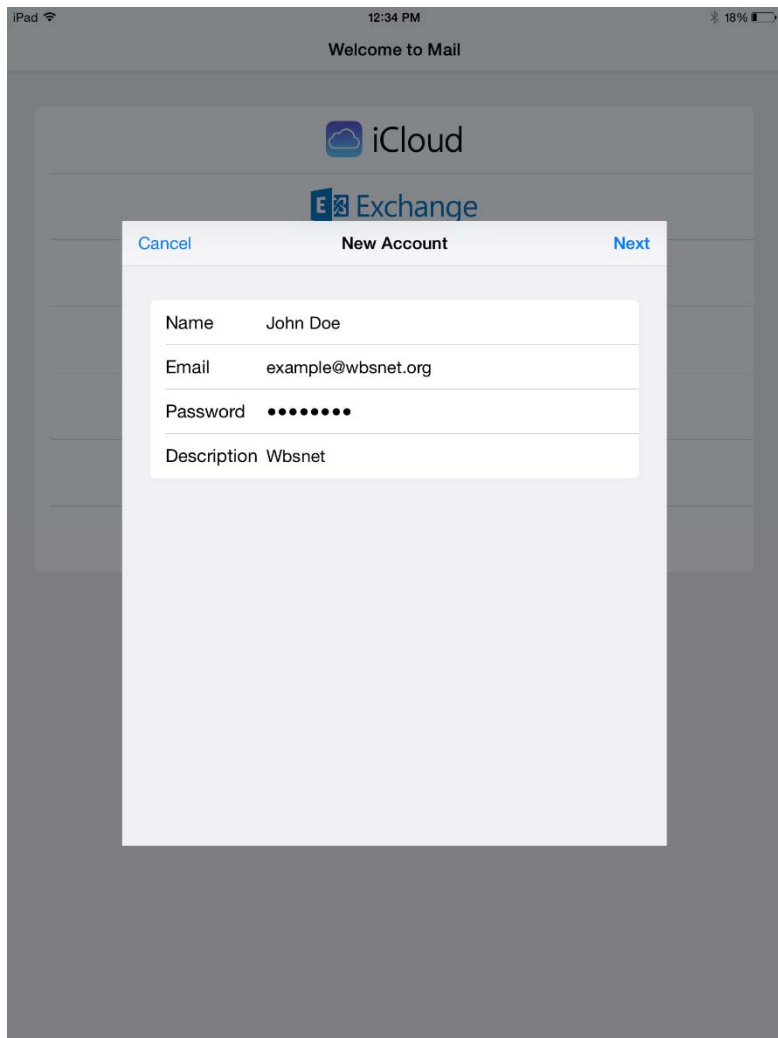 iPad 12:34 PM 18%
Welcome to Mail
iCloud
E Exchange
Cancel New Account Next
Name John Doe
Email example@wbsnet.org
Password ●●●●●●●●
Description Wbsnet